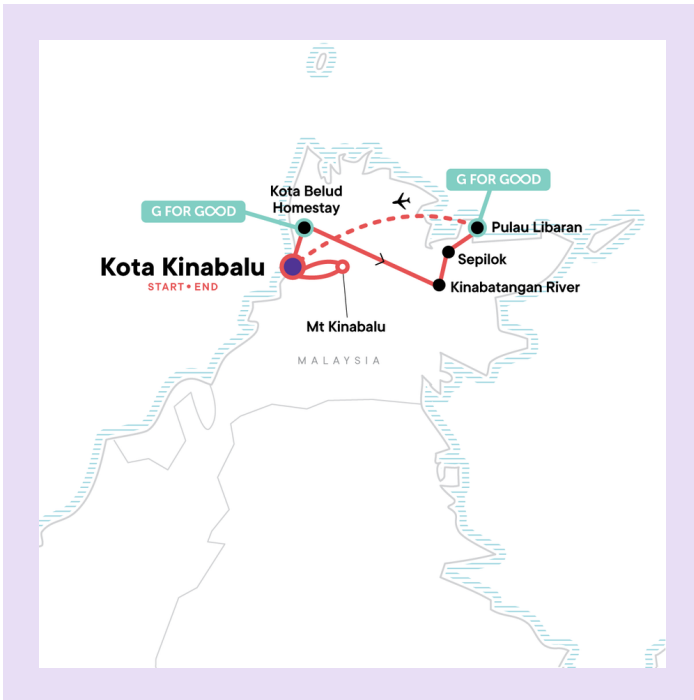 G FOR GOOD
Kota Belud
Homestay
G FOR GOOD
Pulau Libaran
Sepilok
Kota Kinabalu
START • END
Kinabatangan River
Mt Kinabalu
MALAYSIA